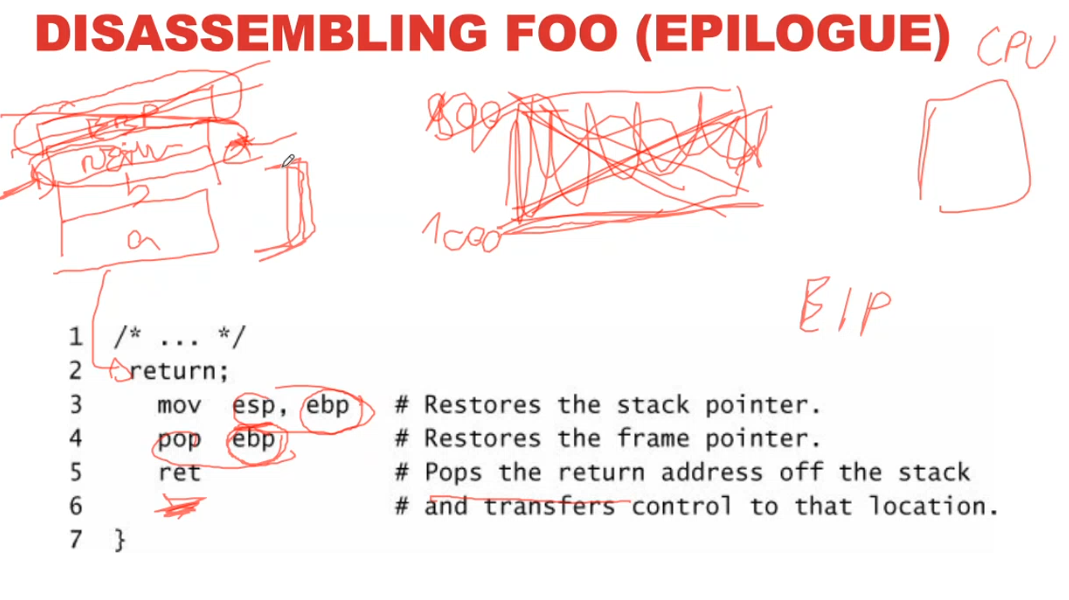 DISASSEMBLING FOO (EPILOGUE)
CPU
800
EBP
b
a
1000
EIP
1 /* ... */
2 return;
3 mov esp, ebp # Restores the stack pointer.
4 pop ebp # Restores the frame pointer.
5 ret # Pops the return address off the stack
6 # and transfers control to that location.
7 }